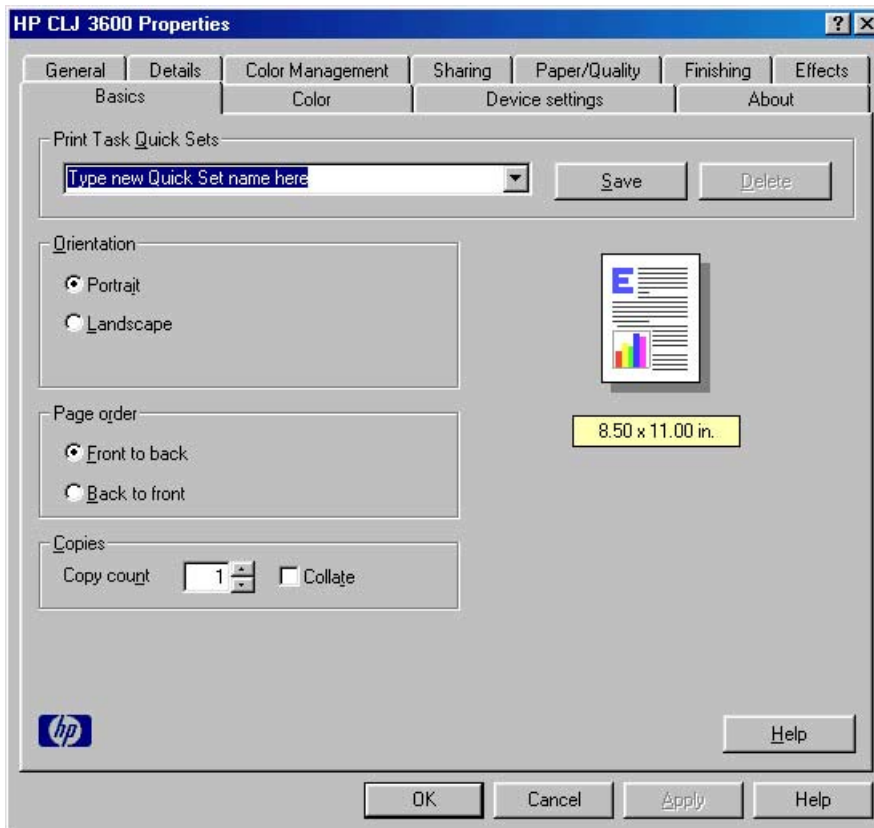 HP CLJ 3600 Properties
General Details Color Management Sharing Paper/Quality Finishing Effects
Basics Color Device settings About
Print Task Quick Sets
Type new Quick Set name here Save Delete
Orientation
Portrait
Landscape
E
8.50 x 11.00 in.
Page order
Front to back
Back to front
Copies
Copy count 1 Collate
hp
Help
OK Cancel Apply Help